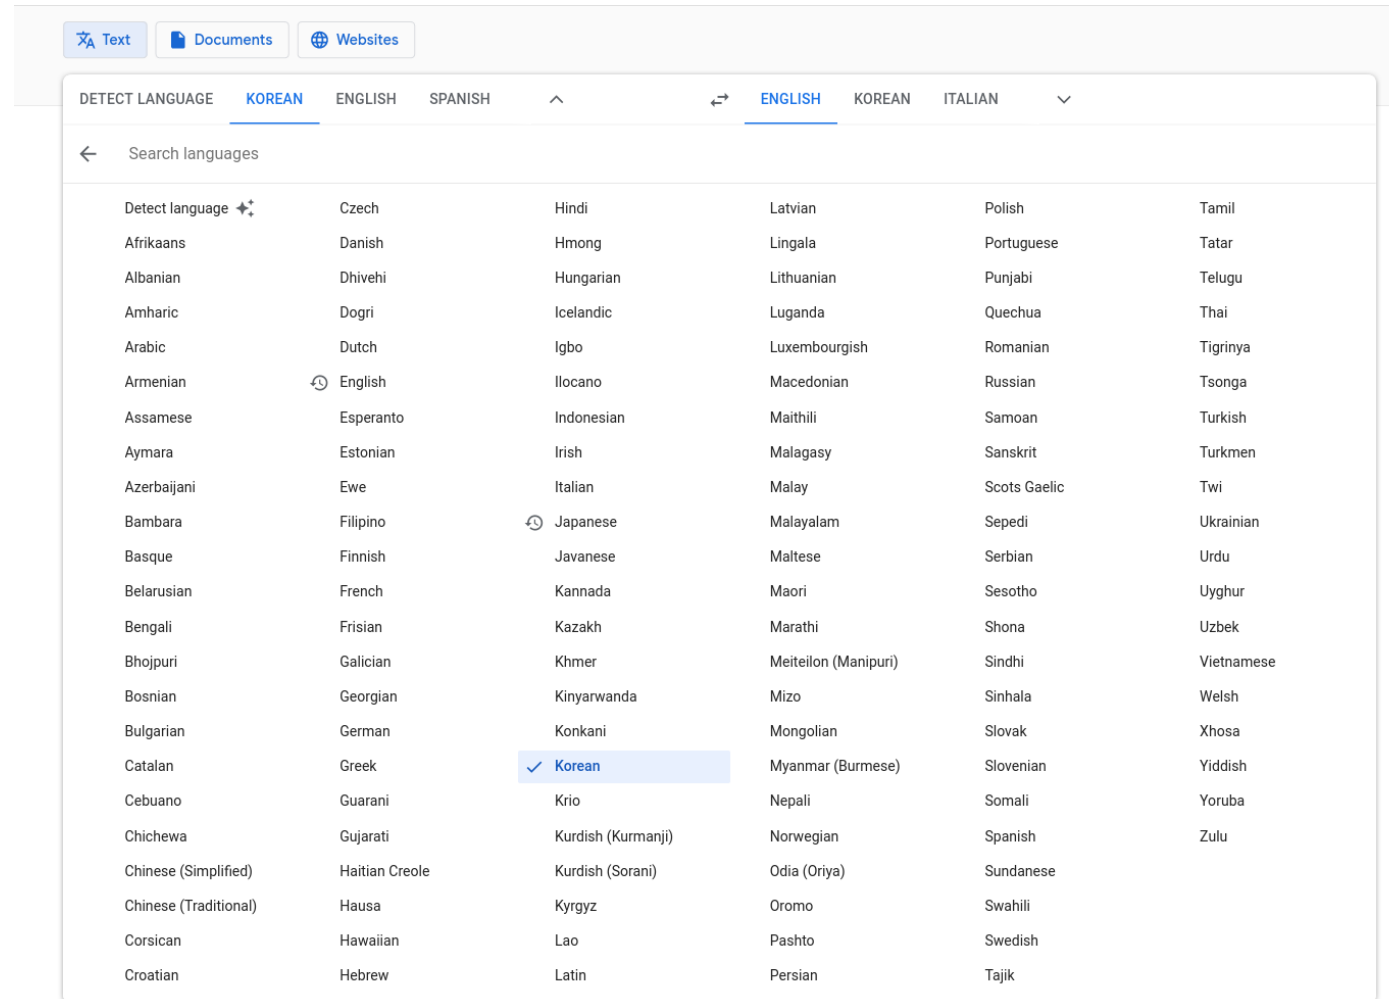 Text
Documents
Websites
DETECT LANGUAGE KOREAN ENGLISH SPANISH
ENGLISH KOREAN ITALIAN
Search languages
Detect language
Afrikaans
Albanian
Amharic
Arabic
Armenian
Assamese
Aymara
Azerbaijani
Bambara
Basque
Belarusian
Bengali
Bhojpuri
Bosnian
Bulgarian
Catalan
Cebuano
Chichewa
Chinese (Simplified)
Chinese (Traditional)
Corsican
Croatian
Czech
Danish
Dhivehi
Dogri
Dutch
English
Esperanto
Estonian
Ewe
Filipino
Finnish
French
Frisian
Galician
Georgian
German
Greek
Guarani
Gujarati
Haitian Creole
Hausa
Hawaiian
Hebrew
Hindi
Hmong
Hungarian
Icelandic
Igbo
Ilocano
Indonesian
Irish
Italian
Japanese
Javanese
Kannada
Kazakh
Khmer
Kinyarwanda
Konkani
Korean
Krio
Kurdish (Kurmanji)
Kurdish (Sorani)
Kyrgyz
Lao
Latin
Latvian
Lingala
Lithuanian
Luganda
Luxembourgish
Macedonian
Maithili
Malagasy
Malay
Malayalam
Maltese
Maori
Marathi
Meiteilon (Manipuri)
Mizo
Mongolian
Myanmar (Burmese)
Nepali
Norwegian
Odia (Oriya)
Oromo
Pashto
Persian
Polish
Portuguese
Punjabi
Quechua
Romanian
Russian
Samoan
Sanskrit
Scots Gaelic
Sepedi
Serbian
Sesotho
Shona
Sindhi
Sinhala
Slovak
Slovenian
Somali
Spanish
Sundanese
Swahili
Swedish
Tajik
Tamil
Tatar
Telugu
Thai
Tigrinya
Tsonga
Turkish
Turkmen
Twi
Ukrainian
Urdu
Uyghur
Uzbek
Vietnamese
Welsh
Xhosa
Yiddish
Yoruba
Zulu